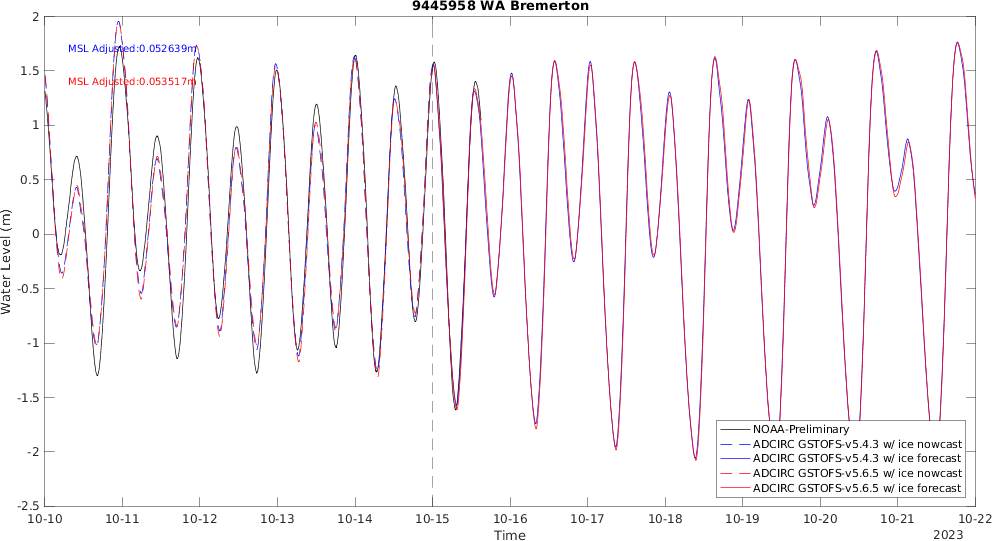 9445958 WA Bremerton
2
1.5
1
0.5
0
-0.5
-1
-1.5
-2
-2.5
Water Level (m)
MSL Adjusted:0.052639m
MSL Adjusted:0.053517m
NOAA-Preliminary
ADCIRC GSTOFS-v5.4.3 w/ ice nowcast
ADCIRC GSTOFS-v5.4.3 w/ ice forecast
ADCIRC GSTOFS-v5.6.5 w/ ice nowcast
ADCIRC GSTOFS-v5.6.5 w/ ice forecast
10-10 10-11 10-12 10-13 10-14 10-15 10-16 10-17 10-18 10-19 10-20 10-21 10-22
Time
2023